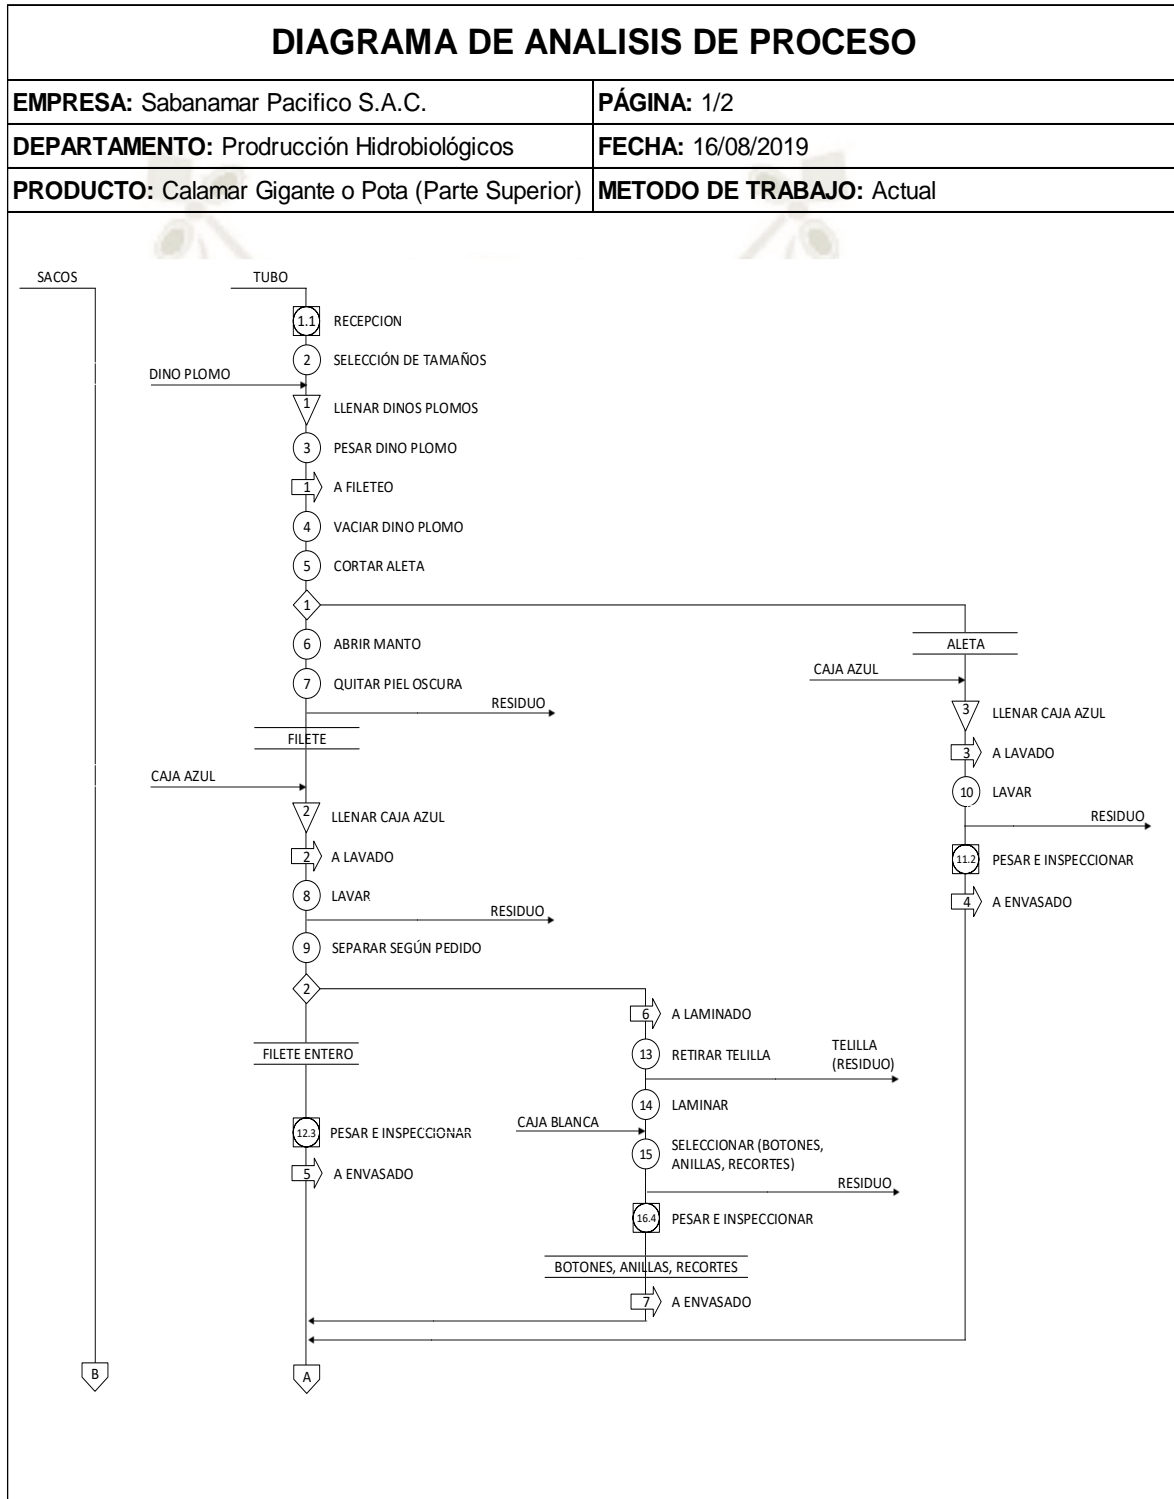 DIAGRAMA DE ANALISIS DE PROCESO
EMPRESA: Sabanamar Pacifico S.A.C.
PÁGINA: 1/2
DEPARTAMENTO: Prodrucción Hidrobiológicos
FECHA: 16/08/2019
PRODUCTO: Calamar Gigante o Pota (Parte Superior)
METODO DE TRABAJO: Actual
SACOS
TUBO
1.1 RECEPCION
2 SELECCIÓN DE TAMAÑOS
DINO PLOMO
1 LLENAR DINOS PLOMOS
3 PESAR DINO PLOMO
1 A FILETEO
4 VACIAR DINO PLOMO
5 CORTAR ALETA
1
6 ABRIR MANTO
7 QUITAR PIEL OSCURA
RESIDUO
FILETE
CAJA AZUL
2 LLENAR CAJA AZUL
2 A LAVADO
8 LAVAR
RESIDUO
9 SEPARAR SEGÚN PEDIDO
2
FILETE ENTERO
12.3 PESAR E INSPECCIONAR
5 A ENVASADO
6 A LAMINADO
13 RETIRAR TELILLA
TELILLA
(RESIDUO)
14 LAMINAR
CAJA BLANCA
15 SELECCIONAR (BOTONES,
ANILLAS, RECORTES)
RESIDUO
16.4 PESAR E INSPECCIONAR
BOTONES, ANILLAS, RECORTES
7 A ENVASADO
ALETA
CAJA AZUL
3 LLENAR CAJA AZUL
3 A LAVADO
10 LAVAR
RESIDUO
11.2 PESAR E INSPECCIONAR
4 A ENVASADO
B
A